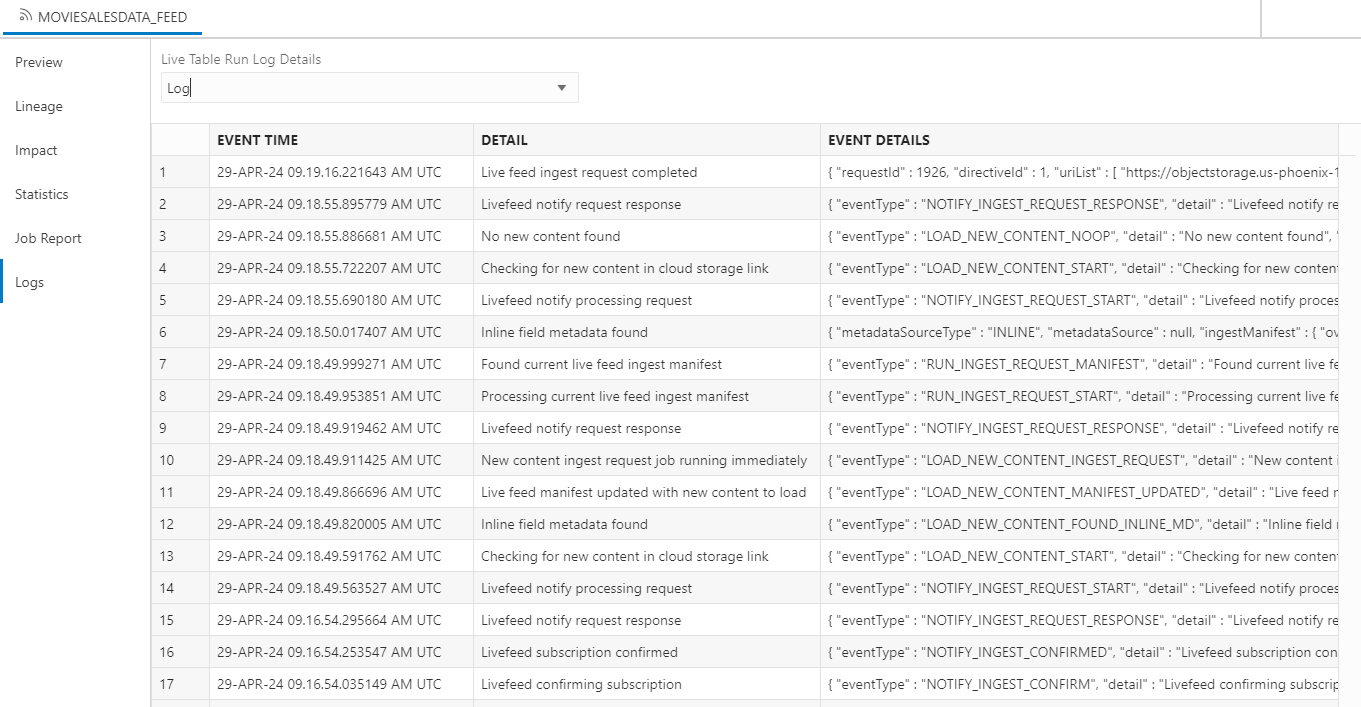 MOVIESALESDATA_FEED
Preview
Lineage
Impact
Statistics
Job Report
Logs
Live Table Run Log Details
Log
EVENT TIME DETAIL EVENT DETAILS
1 29-APR-24 09.19.16.221643 AM UTC Live feed ingest request completed { "requestId" : 1926, "directiveId" : 1, "uriList" : [ "https://objectstorage.us-phoenix-1
2 29-APR-24 09.18.55.895779 AM UTC Livefeed notify request response { "eventType" : "NOTIFY_INGEST_REQUEST_RESPONSE", "detail" : "Livefeed notify re
3 29-APR-24 09.18.55.886681 AM UTC No new content found { "eventType" : "LOAD_NEW_CONTENT_NOOP", "detail" : "No new content found", "
4 29-APR-24 09.18.55.722207 AM UTC Checking for new content in cloud storage link { "eventType" : "LOAD_NEW_CONTENT_START", "detail" : "Checking for new content
5 29-APR-24 09.18.55.690180 AM UTC Livefeed notify processing request { "eventType" : "NOTIFY_INGEST_REQUEST_START", "detail" : "Livefeed notify proces
6 29-APR-24 09.18.50.017407 AM UTC Inline field metadata found { "metadataSourceType" : "INLINE", "metadataSource" : null, "ingestManifest" : { "ov
7 29-APR-24 09.18.49.999271 AM UTC Found current live feed ingest manifest { "eventType" : "RUN_INGEST_REQUEST_MANIFEST", "detail" : "Found current live fe
8 29-APR-24 09.18.49.953851 AM UTC Processing current live feed ingest manifest { "eventType" : "RUN_INGEST_REQUEST_START", "detail" : "Processing current live fe
9 29-APR-24 09.18.49.919462 AM UTC Livefeed notify request response { "eventType" : "NOTIFY_INGEST_REQUEST_RESPONSE", "detail" : "Livefeed notify re
10 29-APR-24 09.18.49.911425 AM UTC New content ingest request job running immediately { "eventType" : "LOAD_NEW_CONTENT_INGEST_REQUEST", "detail" : "New content i
11 29-APR-24 09.18.49.866696 AM UTC Live feed manifest updated with new content to load { "eventType" : "LOAD_NEW_CONTENT_MANIFEST_UPDATED", "detail" : "Live feed r
12 29-APR-24 09.18.49.820005 AM UTC Inline field metadata found { "eventType" : "LOAD_NEW_CONTENT_FOUND_INLINE_MD", "detail" : "Inline field
13 29-APR-24 09.18.49.591762 AM UTC Checking for new content in cloud storage link { "eventType" : "LOAD_NEW_CONTENT_START", "detail" : "Checking for new content
14 29-APR-24 09.18.49.563527 AM UTC Livefeed notify processing request { "eventType" : "NOTIFY_INGEST_REQUEST_START", "detail" : "Livefeed notify proces
15 29-APR-24 09.16.54.295664 AM UTC Livefeed notify request response { "eventType" : "NOTIFY_INGEST_REQUEST_RESPONSE", "detail" : "Livefeed notify re
16 29-APR-24 09.16.54.253547 AM UTC Livefeed subscription confirmed { "eventType" : "NOTIFY_INGEST_CONFIRMED", "detail" : "Livefeed subscription con
17 29-APR-24 09.16.54.035149 AM UTC Livefeed confirming subscription { "eventType" : "NOTIFY_INGEST_CONFIRM", "detail" : "Livefeed confirming subscrip